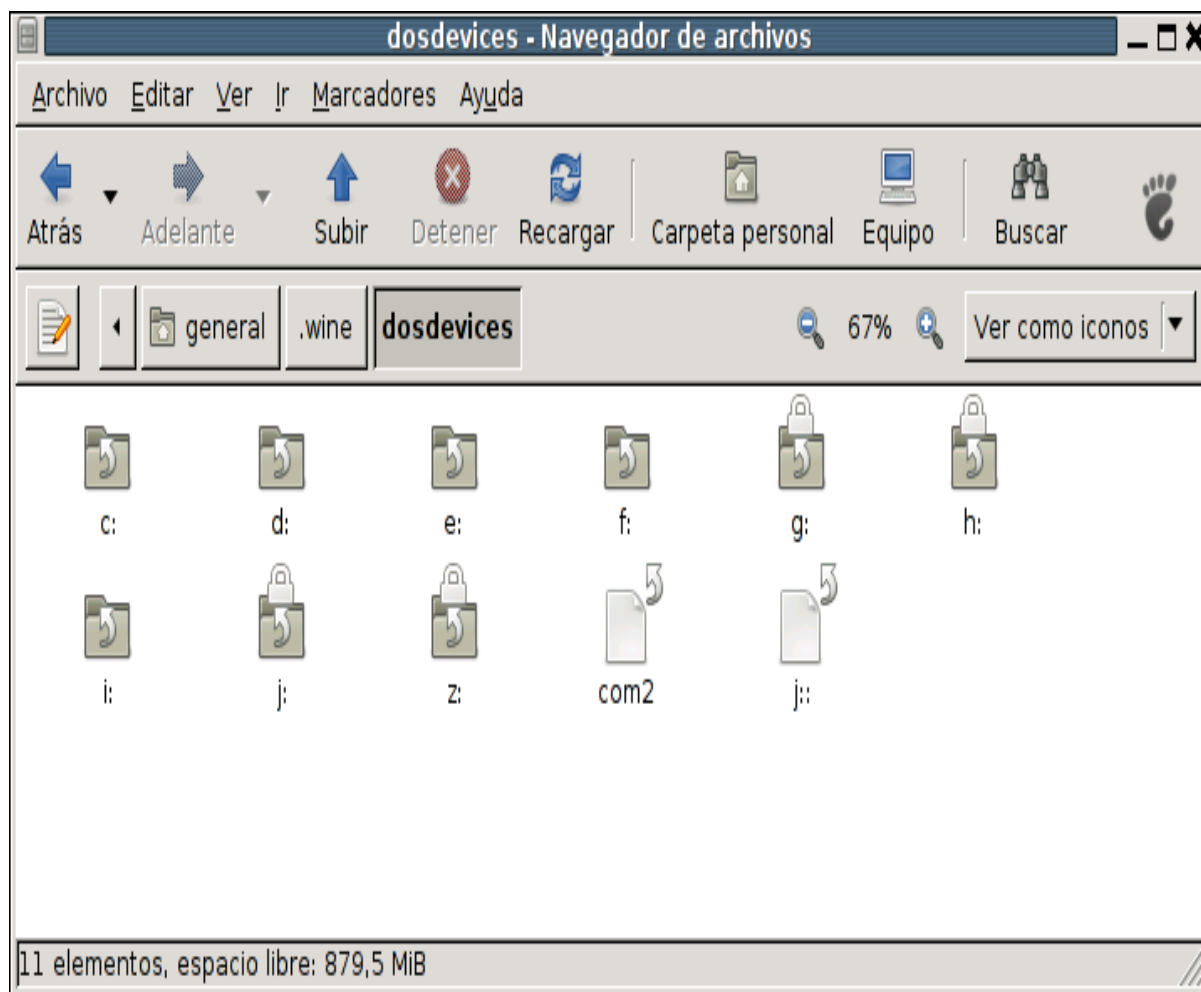 dosdevices - Navegador de archivos
Archivo Editar Ver Ir Marcadores Ayuda
Atrás Adelante Subir Detener Recargar Carpeta personal Equipo Buscar
general .wine dosdevices 67% Ver como iconos
c: d: e: f: g: h:
i: j: z: com2 j::
11 elementos, espacio libre: 879,5 MiB